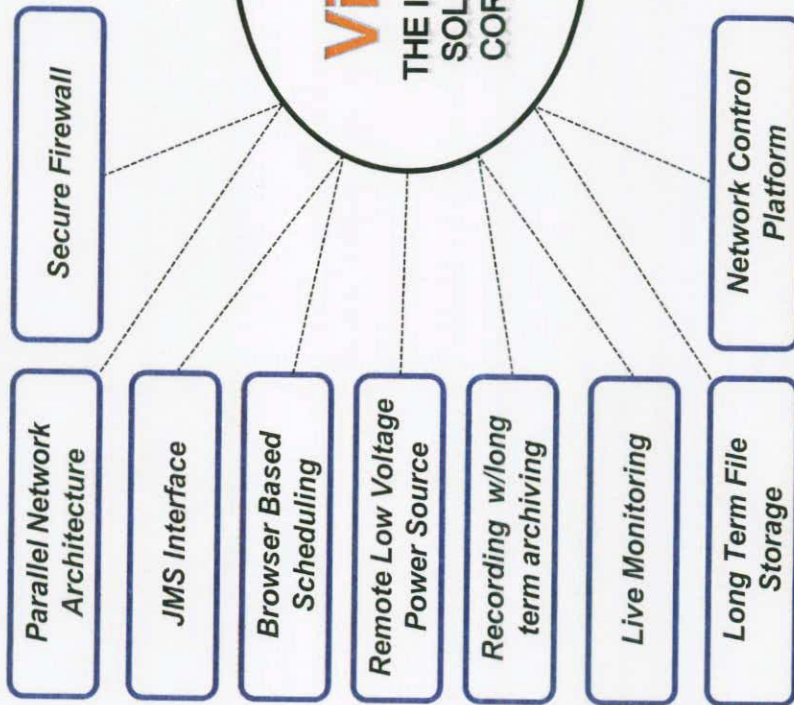 Parallel Network
Architecture
Secure Firewall
JMS Interface
Browser Based
Scheduling
Remote Low Voltage
Power Source
Recording w/long
term archiving
Live Monitoring
Long Term File
Storage
Vi
THE I
SOL
COR
Network Control
Platform